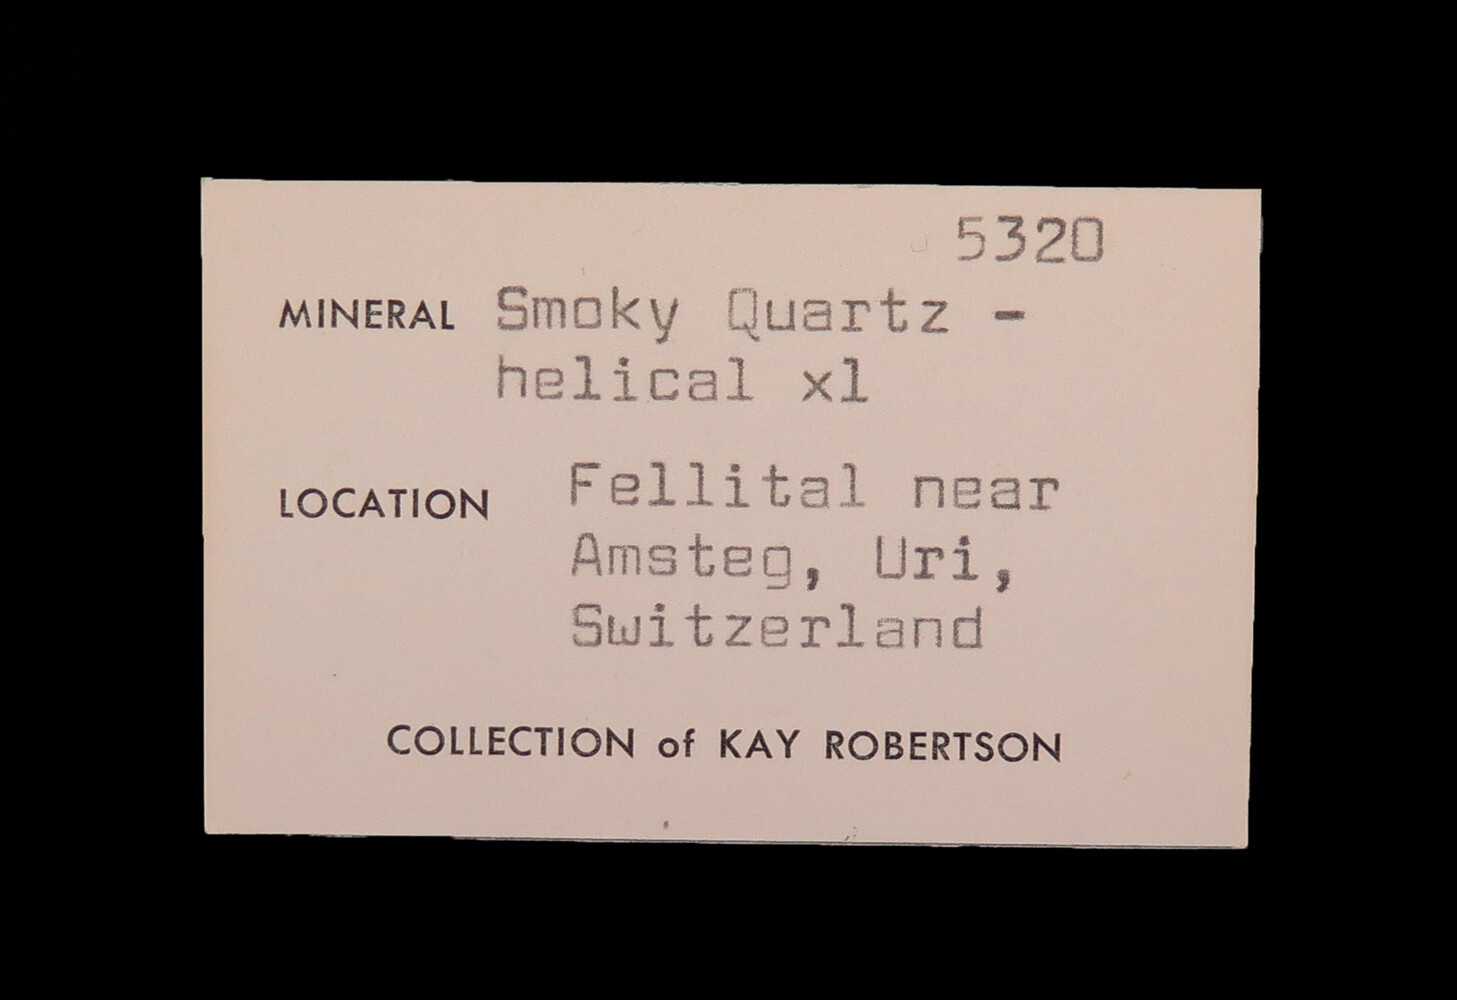 5320
MINERAL Smoky Quartz -
helical xl
LOCATION Fellital near
Amsteg, Uri,
Switzerland
COLLECTION of KAY ROBERTSON